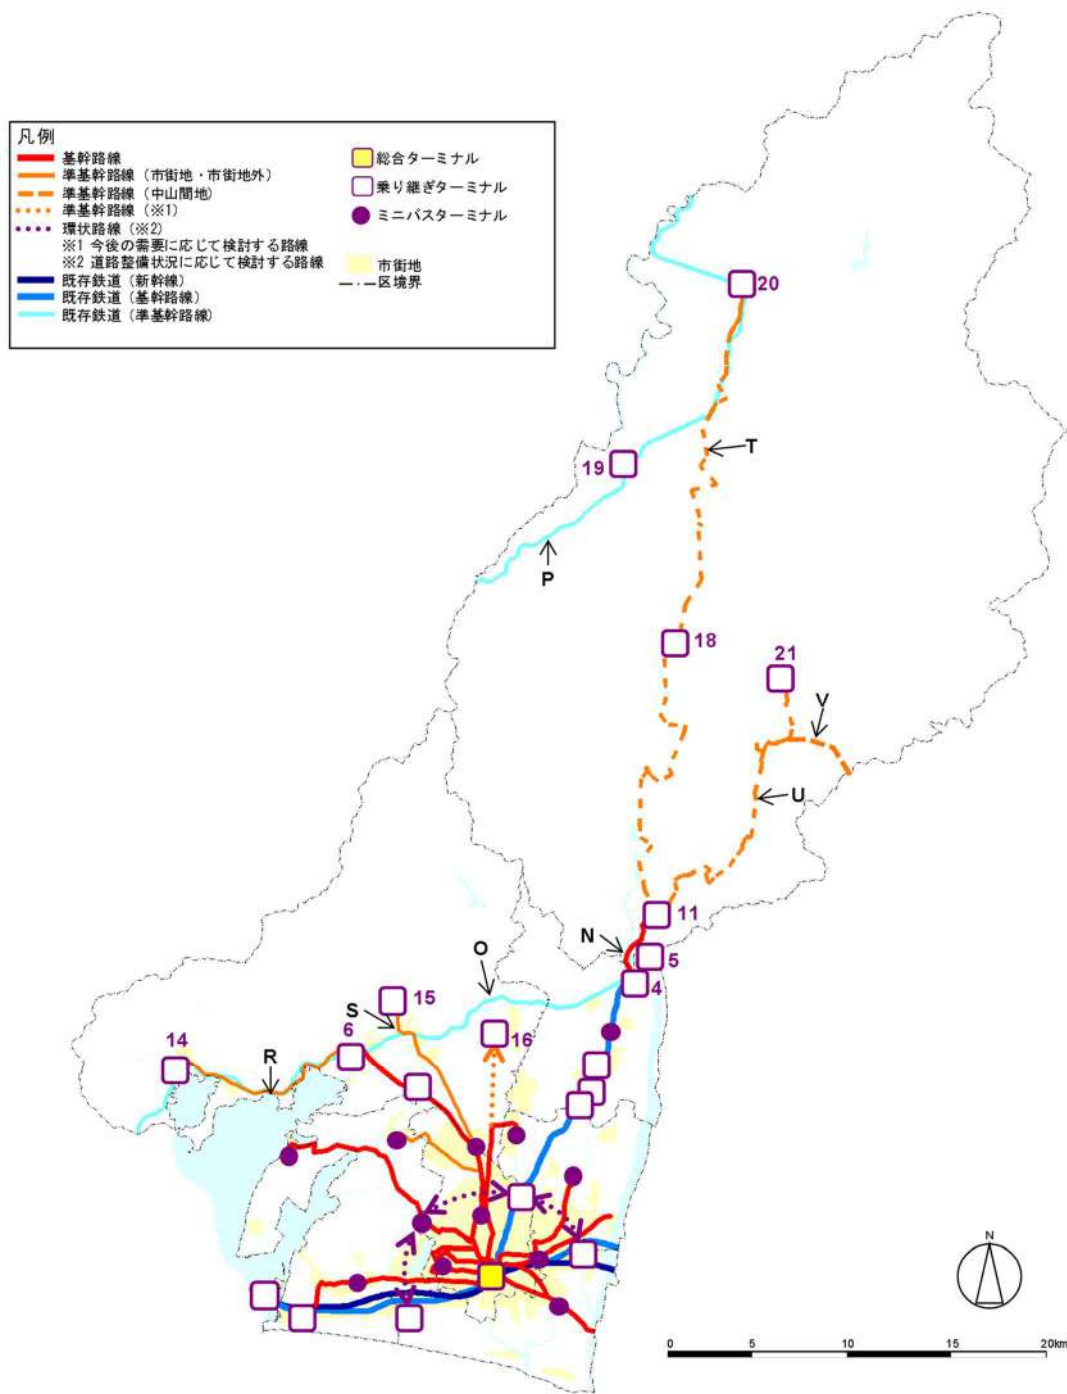 凡例
基幹路線
準基幹路線（市街地・市街地外）
準基幹路線（中山間地）
準基幹路線（※1）
環状路線（※2）
※1 今後の需要に応じて検討する路線
※2 道路整備状況に応じて検討する路線
既存鉄道（新幹線）
既存鉄道（基幹路線）
既存鉄道（準基幹路線）
総合ターミナル
乗り継ぎターミナル
ミニバスターミナル
市街地
区境界
20
T
19
P
18
21
V
U
11
N
5
O
4
15
S
16
6
14
R
N
0 5 10 15 20km